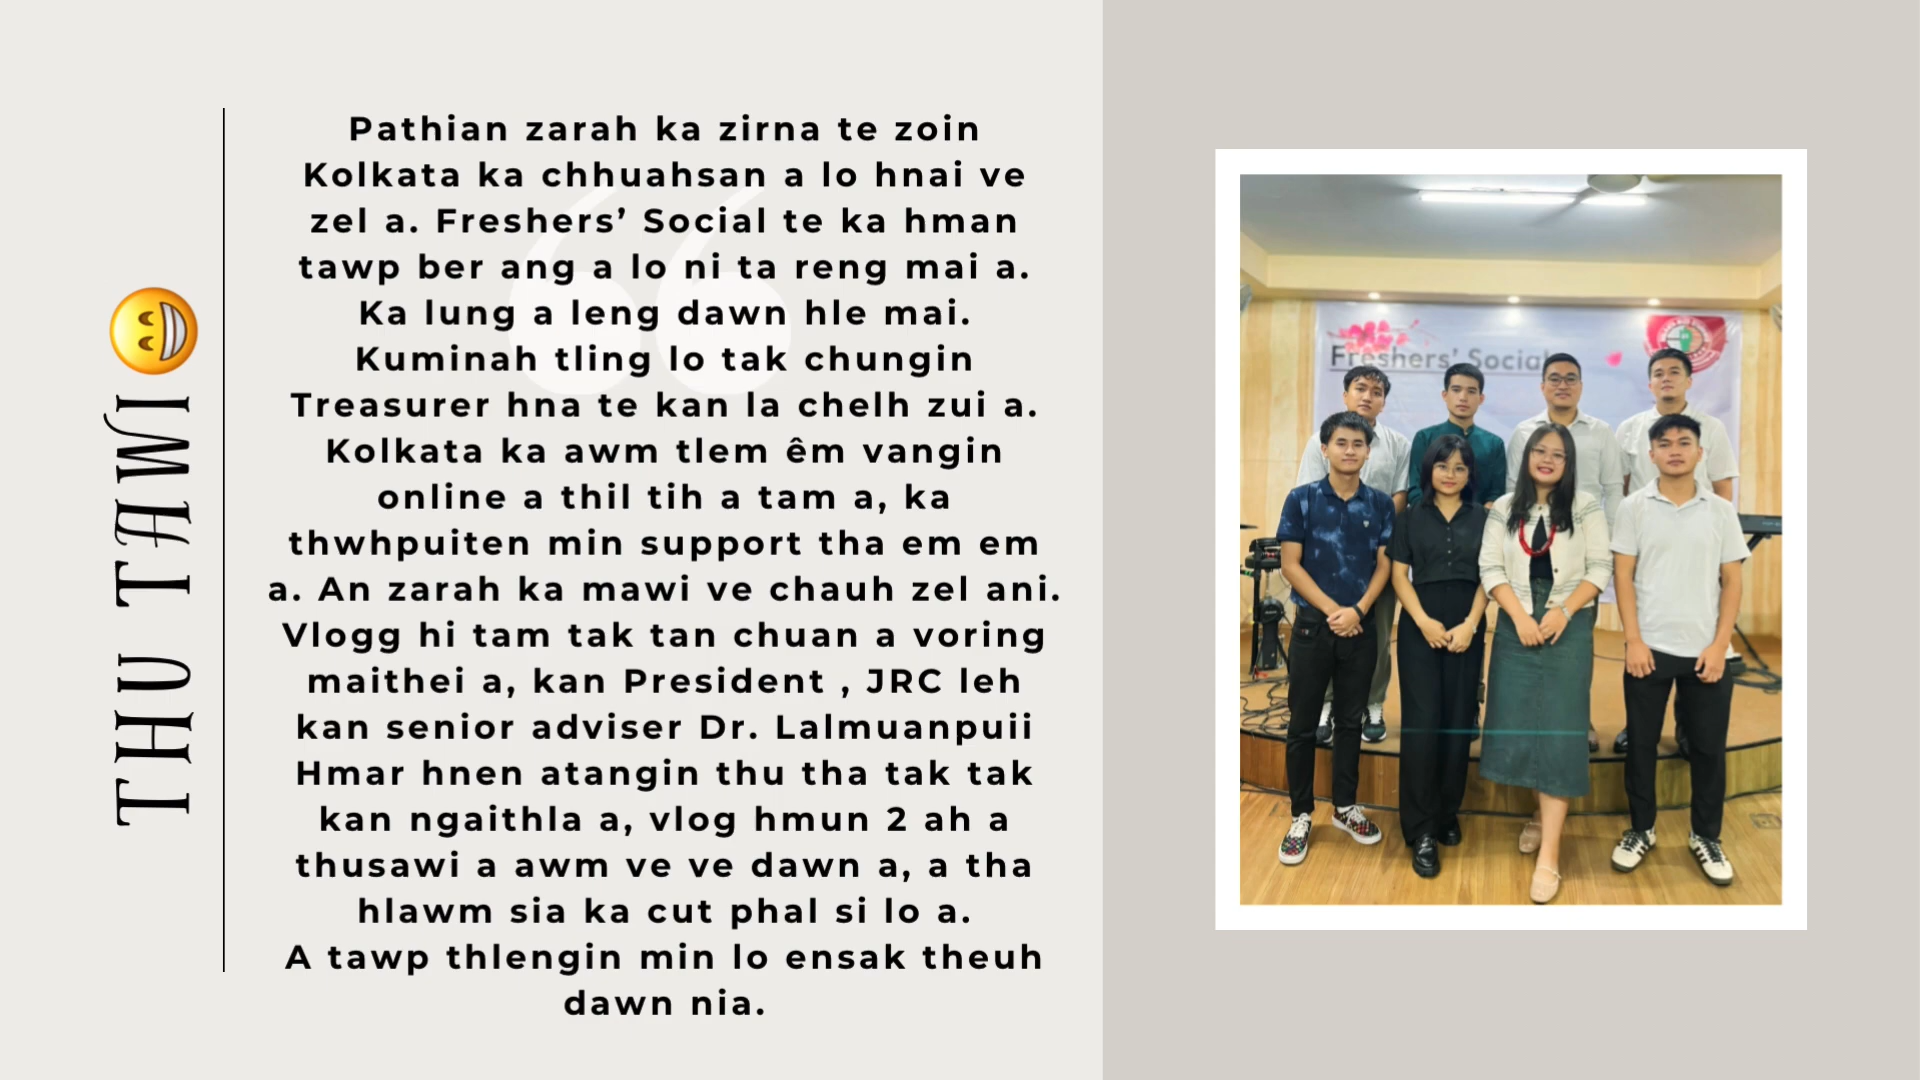 THU TAWI
Pathian zarah ka zirna te zoin
Kolkata ka chhuahsan a lo hnai ve
zel a. Freshers’ Social te ka hman
tawp ber ang a lo ni ta reng mai a.
Ka lung a leng dawn hle mai.
Kuminah tling lo tak chungin
Treasurer hna te kan la chelh zui a.
Kolkata ka awm tlem êm vangin
online a thil tih a tam a, ka
thwhpuiten min support tha em em
a. An zarah ka mawi ve chauh zel ani.
Vlogg hi tam tak tan chuan a voring
maithei a, kan President , JRC leh
kan senior adviser Dr. Lalmuanpuii
Hmar hnen atangin thu tha tak tak
kan ngaithla a, vlog hmun 2 ah a
thusawi a awm ve ve dawn a, a tha
hlawm sia ka cut phal si lo a.
A tawp thlengin min lo ensak theuh
dawn nia.
Freshers’ Social